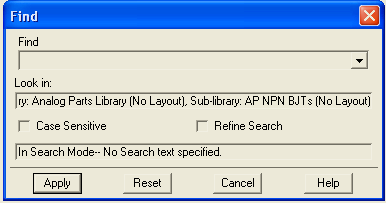 Find
Find
Look in:
ry: Analog Parts Library (No Layout), Sub-library: AP NPN BJTs (No Layout)
Case Sensitive
Refine Search
In Search Mode-- No Search text specified.
Apply
Reset
Cancel
Help